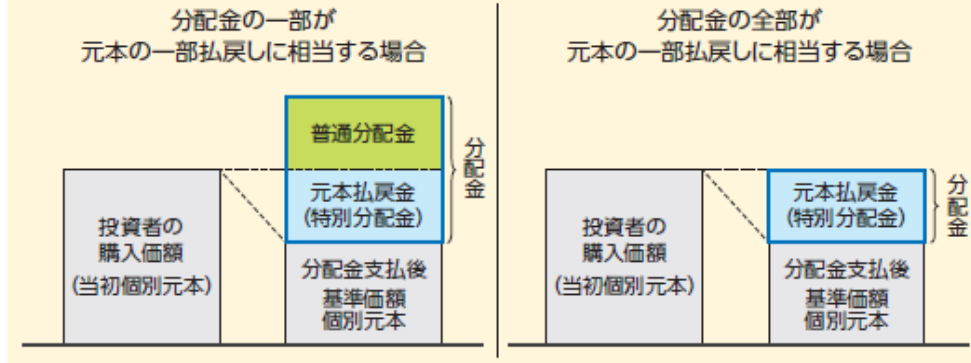 分配金の一部が
元本の一部払戻しに相当する場合
普通分配金
元本払戻金
(特別分配金)
分配金
投資者の
購入価額
(当初個別元本)
分配金支払後
基準価額
個別元本
分配金の全部が
元本の一部払戻しに相当する場合
元本払戻金
(特別分配金)
分配金
投資者の
購入価額
(当初個別元本)
分配金支払後
基準価額
個別元本